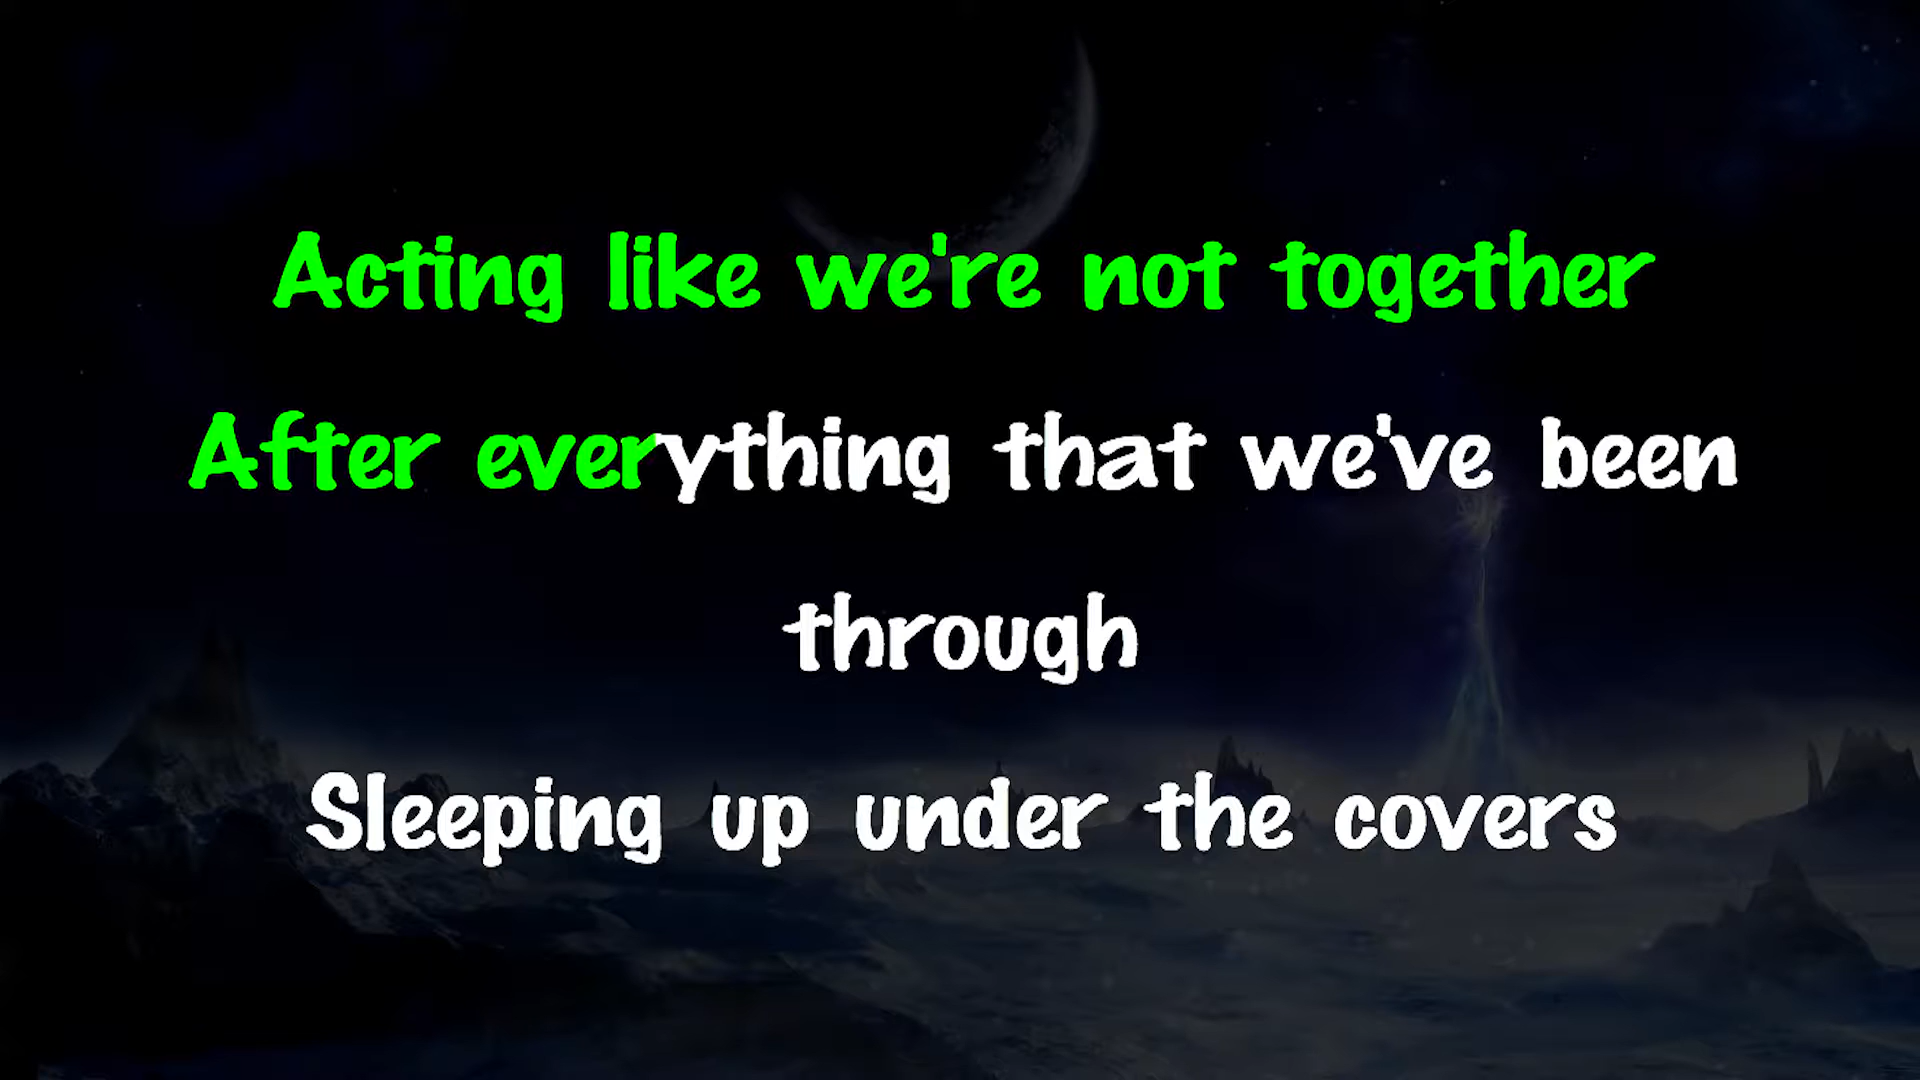 Acting like we're not together
After everything that we've been
through
Sleeping up under the covers